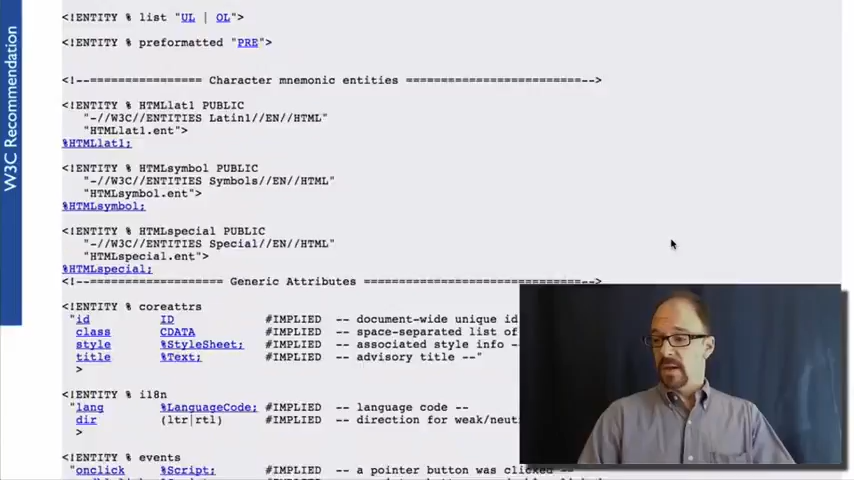 W3C Recommendation
<!ENTITY % list "UL | OL">
<!ENTITY % preformatted "PRE">
<!--================ Character mnemonic entities =========================-->
<!ENTITY % HTMLlat1 PUBLIC
"-//W3C//ENTITIES Latin1//EN//HTML"
"HTMLlat1.ent">
%HTMLlat1;
<!ENTITY % HTMLsymbol PUBLIC
"-//W3C//ENTITIES Symbols//EN//HTML"
"HTMLsymbol.ent">
%HTMLsymbol;
<!ENTITY % HTMLspecial PUBLIC
"-//W3C//ENTITIES Special//EN//HTML"
"HTMLspecial.ent">
%HTMLspecial;
<!--=================== Generic Attributes ===============================-->
<!ENTITY % coreattrs
"id ID #IMPLIED -- document-wide unique id
class CDATA #IMPLIED -- space-separated list of
style %StyleSheet; #IMPLIED -- associated style info --
title %Text; #IMPLIED -- advisory title --"
>
<!ENTITY % i18n
"lang %LanguageCode; #IMPLIED -- language code --
dir (ltr|rtl) #IMPLIED -- direction for weak/neut
>
<!ENTITY % events
"onclick %Script; #IMPLIED -- a pointer button was clicked --